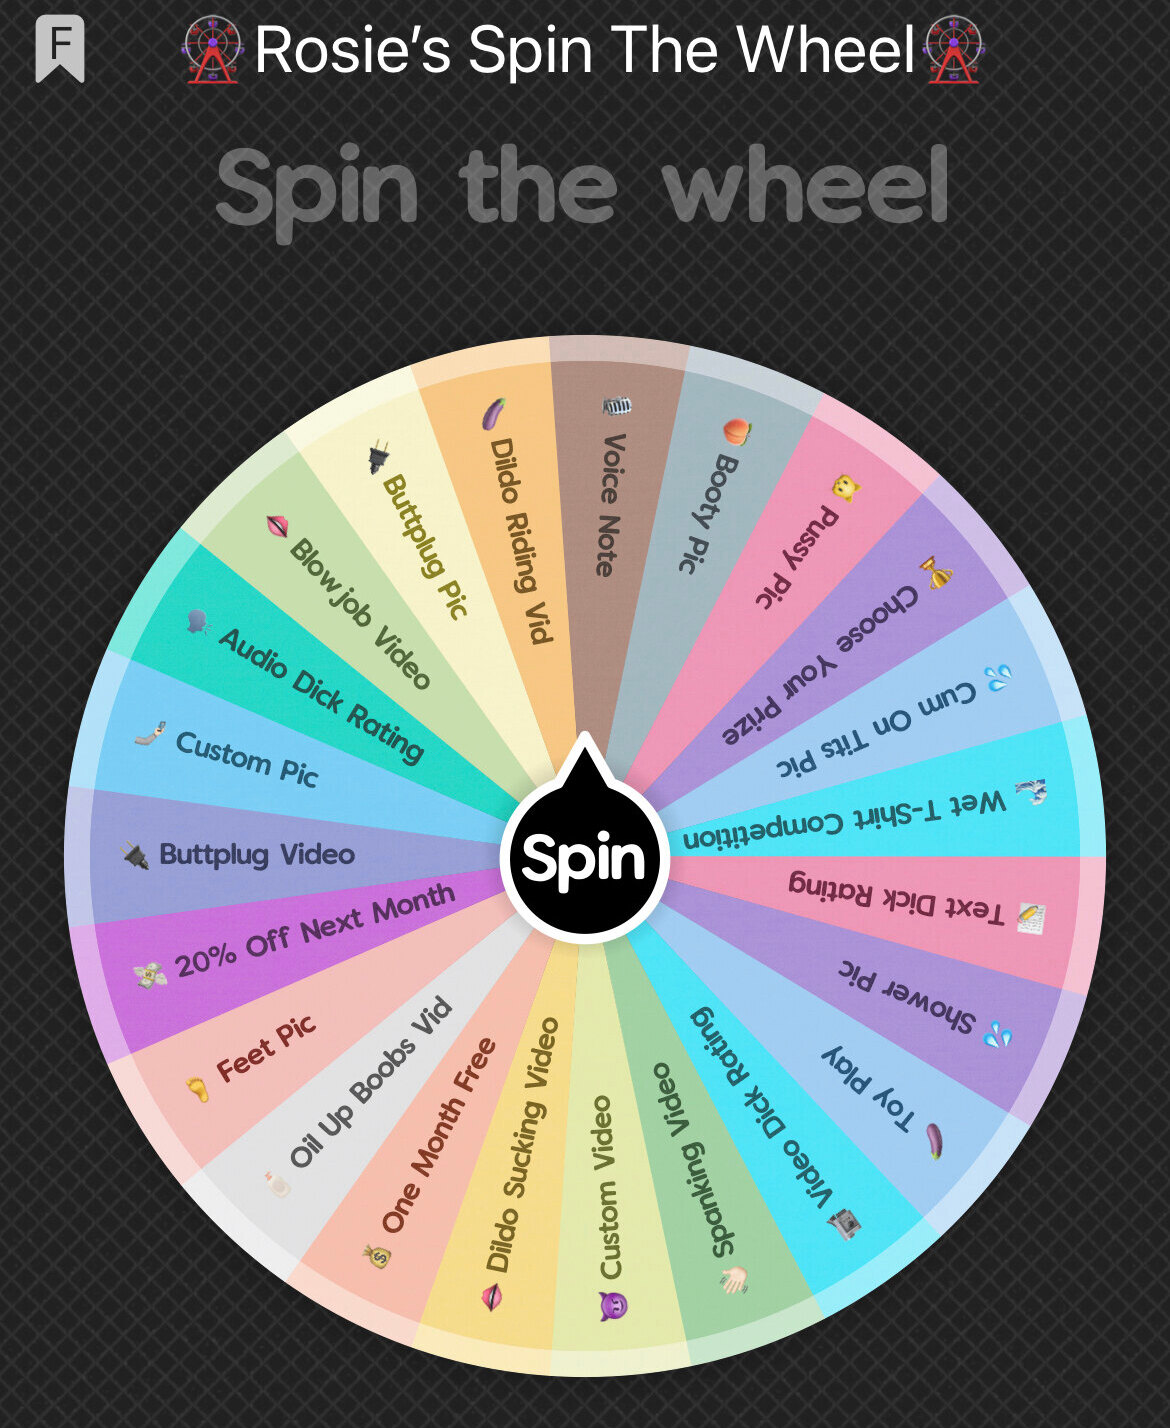 F
🎡Rosie's Spin The Wheel🎡
Spin the wheel
🎙️ Voice Note
🍑 Booty Pic
🐱 Pussy Pic
🏆 Choose Your Prize
💦 Cum On Tits Pic
🌊 Wet T-Shirt Competition
📝 Text Dick Rating
💦 Shower Pic
🍆 Toy Play
📽️ Video Dick Rating
👋🏻 Spanking Video
😈 Custom Video
👄 Dildo Sucking Video
💰 One Month Free
🧴 Oil Up Boobs Vid
🦶 Feet Pic
💸 20% Off Next Month
🔌 Buttplug Video
🤳🏻 Custom Pic
🗣️ Audio Dick Rating
👄 Blowjob Video
🔌 Buttplug Pic
🍆 Dildo Riding Vid
Spin